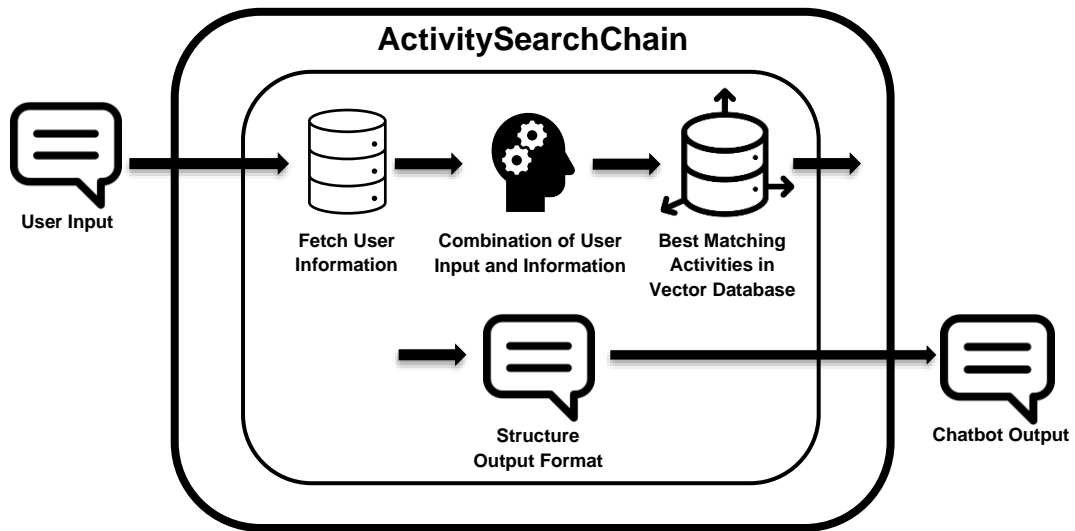 ActivitySearchChain
User Input
Fetch User
Information
Combination of User
Input and Information
Best Matching
Activities in
Vector Database
Structure
Output Format
Chatbot Output